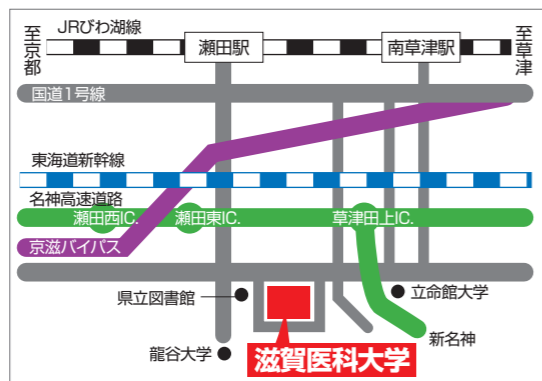 JRびわ湖線
至京都
瀬田駅
南草津駅
至草津
国道1号線
東海道新幹線
名神高速道路
瀬田西IC.
瀬田東IC.
草津田上IC.
京滋バイパス
県立図書館
立命館大学
龍谷大学
滋賀医科大学
新名神